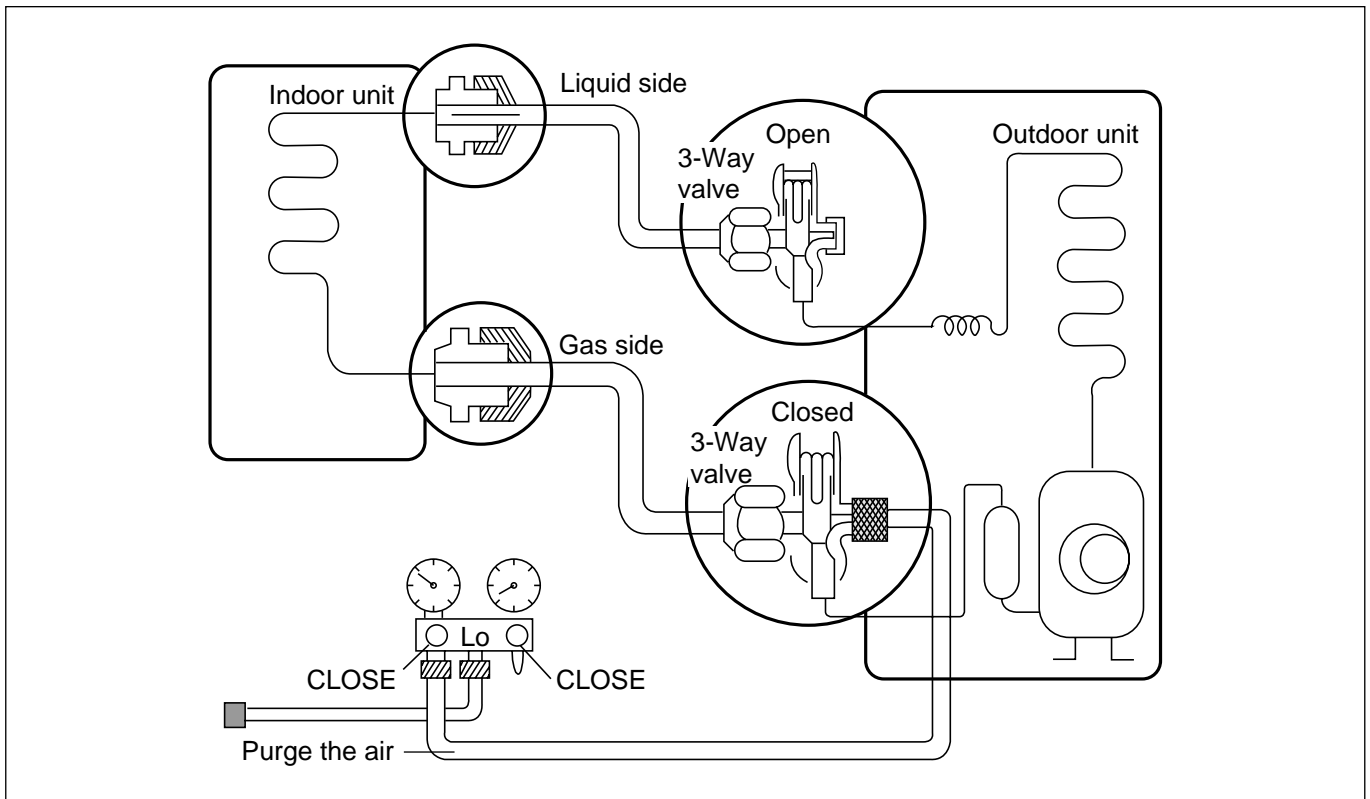 Indoor unit
Liquid side
Open
3-Way
valve
Outdoor unit
Gas side
Closed
3-Way
valve
Lo
CLOSE
CLOSE
Purge the air